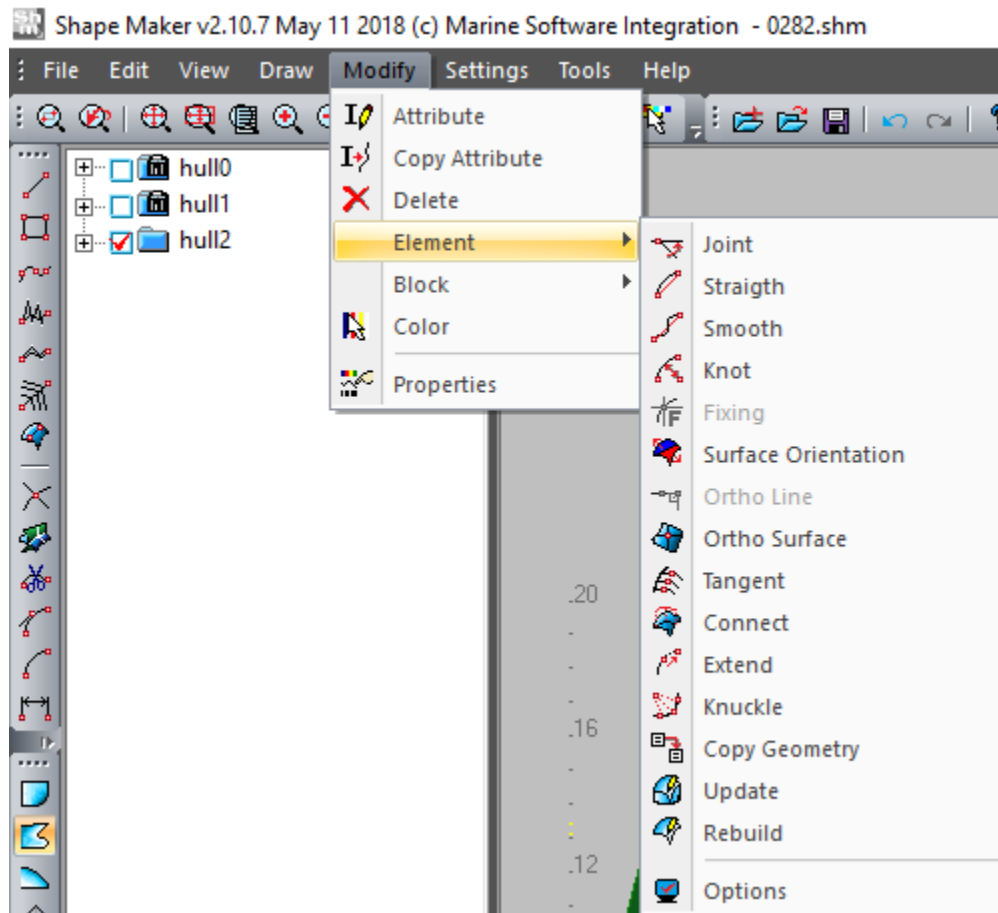 Shape Maker v2.10.7 May 11 2018 (c) Marine Software Integration - 0282.shm
File Edit View Draw Modify Settings Tools Help
hull0
hull1
hull2
Attribute
Copy Attribute
Delete
Element
Block
Color
Properties
Joint
Straigth
Smooth
Knot
Fixing
Surface Orientation
Ortho Line
Ortho Surface
Tangent
Connect
Extend
Knuckle
Copy Geometry
Update
Rebuild
Options
.20
.16
.12